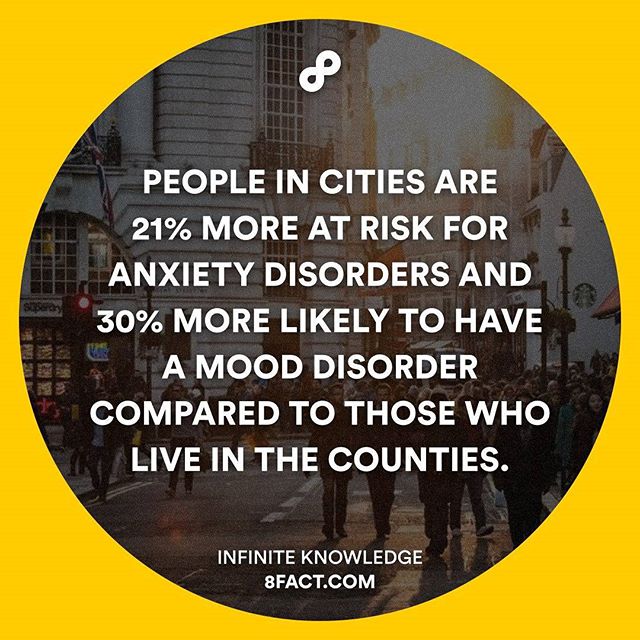 PEOPLE IN CITIES ARE
21% MORE AT RISK FOR
ANXIETY DISORDERS AND
30% MORE LIKELY TO HAVE
A MOOD DISORDER
COMPARED TO THOSE WHO
LIVE IN THE COUNTIES.
Superdry
INFINITE KNOWLEDGE
8FACT.COM